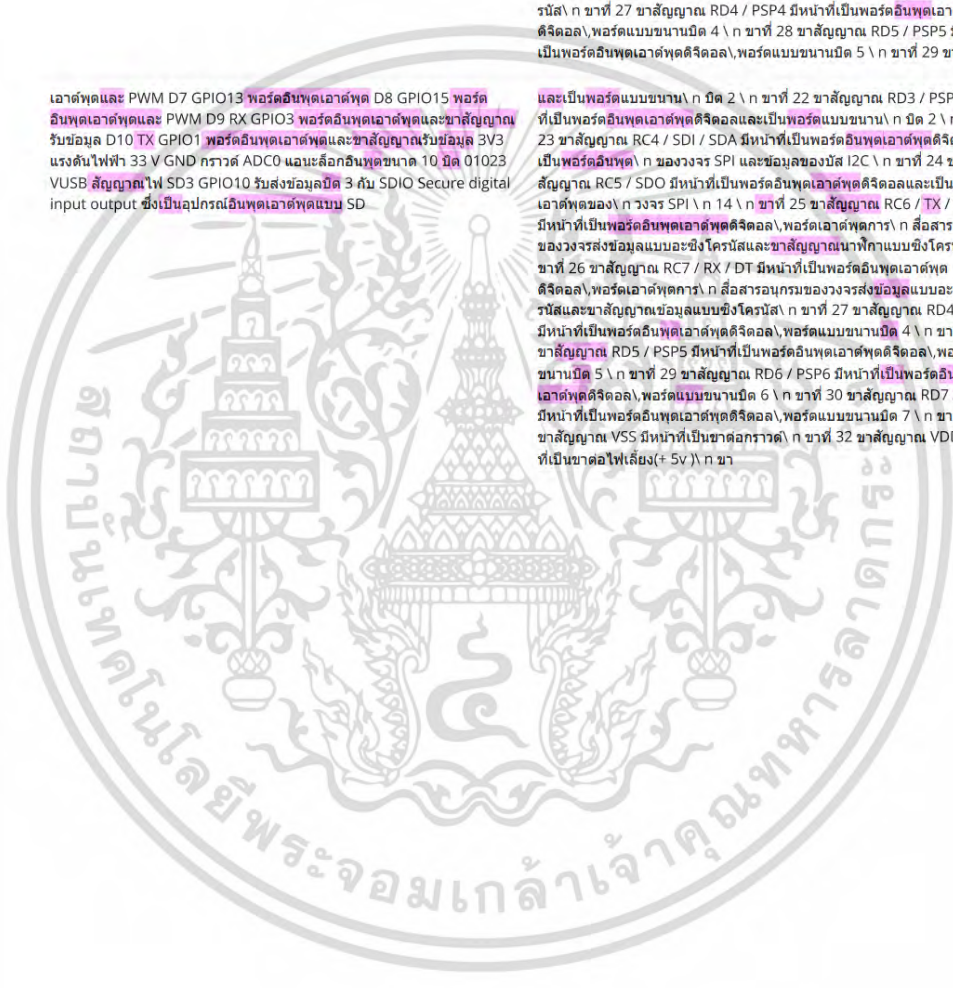 รนัส\ n ขาที่ 27 ขาสัญญาณ RD4 / PSP4 มีหน้าที่เป็นพอร์ตอินพุตเอา
ดิจิตอล\,พอร์ตแบบขนานบิต 4 \ n ขาที่ 28 ขาสัญญาณ RD5 / PSP5
เป็นพอร์ตอินพุตเอาต์พุตดิจิตอล\,พอร์ตแบบขนานบิต 5 \ n ขาที่ 29
เอาต์พุตและ PWM D7 GPIO13 พอร์ตอินพุตเอาต์พุต D8 GPIO15 พอร์ต
อินพุตเอาต์พุตและ PWM D9 RX GPIO3 พอร์ตอินพุตเอาต์พุตและขาสัญญาณ
รับข้อมูล D10 TX GPIO1 พอร์ตอินพุตเอาต์พุตและขาสัญญาณรับข้อมูล 3V3
แรงดันไฟฟ้า 33 V GND กราวด์ ADC0 แอนะล็อกอินพุตขนาด 10 บิต 01023
VUSB สัญญาณไฟ SD3 GPIO10 รับส่งข้อมูลบิต 3 กับ SDIO Secure digital
input output ซึ่งเป็นอุปกรณ์อินพุตเอาต์พุตแบบ SD
และเป็นพอร์ตแบบขนาน\ n บิต 2 \ n ขาที่ 22 ขาสัญญาณ RD3 / PSP
ที่เป็นพอร์ตอินพุตเอาต์พุตดิจิตอลและเป็นพอร์ตแบบขนาน\ n บิต 2 \
23 ขาสัญญาณ RC4 / SDI / SDA มีหน้าที่เป็นพอร์ตอินพุตเอาต์พุตดิจิต
เป็นพอร์ตอินพุต\ n ของวงจร SPI และข้อมูลของบัส I2C \ n ขาที่ 24
สัญญาณ RC5 / SDO มีหน้าที่เป็นพอร์ตอินพุตเอาต์พุตดิจิตอลและเป็น
เอาต์พุตของ\ n วงจร SPI \ n 14 \ n ขาที่ 25 ขาสัญญาณ RC6 / TX /
มีหน้าที่เป็นพอร์ตอินพุตเอาต์พุตดิจิตอล\,พอร์ตเอาต์พุตการ\ n สื่อสาร
ของวงจรส่งข้อมูลแบบอะซิงโครนัสและขาสัญญาณนาฬิกาแบบซิงโคร
ขาที่ 26 ขาสัญญาณ RC7 / RX / DT มีหน้าที่เป็นพอร์ตอินพุตเอาต์พุต
ดิจิตอล\,พอร์ตเอาต์พุตการ\ n สื่อสารอนุกรมของวงจรส่งข้อมูลแบบอะ
รนัสและขาสัญญาณข้อมูลแบบซิงโครนัส\ n ขาที่ 27 ขาสัญญาณ RD4
มีหน้าที่เป็นพอร์ตอินพุตเอาต์พุตดิจิตอล\,พอร์ตแบบขนานบิต 4 \ n ขา
ขาสัญญาณ RD5 / PSP5 มีหน้าที่เป็นพอร์ตอินพุตเอาต์พุตดิจิตอล\,พอ
ขนานบิต 5 \ n ขาที่ 29 ขาสัญญาณ RD6 / PSP6 มีหน้าที่เป็นพอร์ตอิน
เอาต์พุตดิจิตอล\,พอร์ตแบบขนานบิต 6 \ n ขาที่ 30 ขาสัญญาณ RD7
มีหน้าที่เป็นพอร์ตอินพุตเอาต์พุตดิจิตอล\,พอร์ตแบบขนานบิต 7 \ n ขา
ขาสัญญาณ VSS มีหน้าที่เป็นขาต่อกราวด์\ n ขาที่ 32 ขาสัญญาณ VDD
ที่เป็นขาต่อไฟเลี้ยง(+ 5v )\ n ขา
สถาบันเทคโนโลยีพระจอมเกล้าเจ้าคุณทหารลาดกระบัง
๔